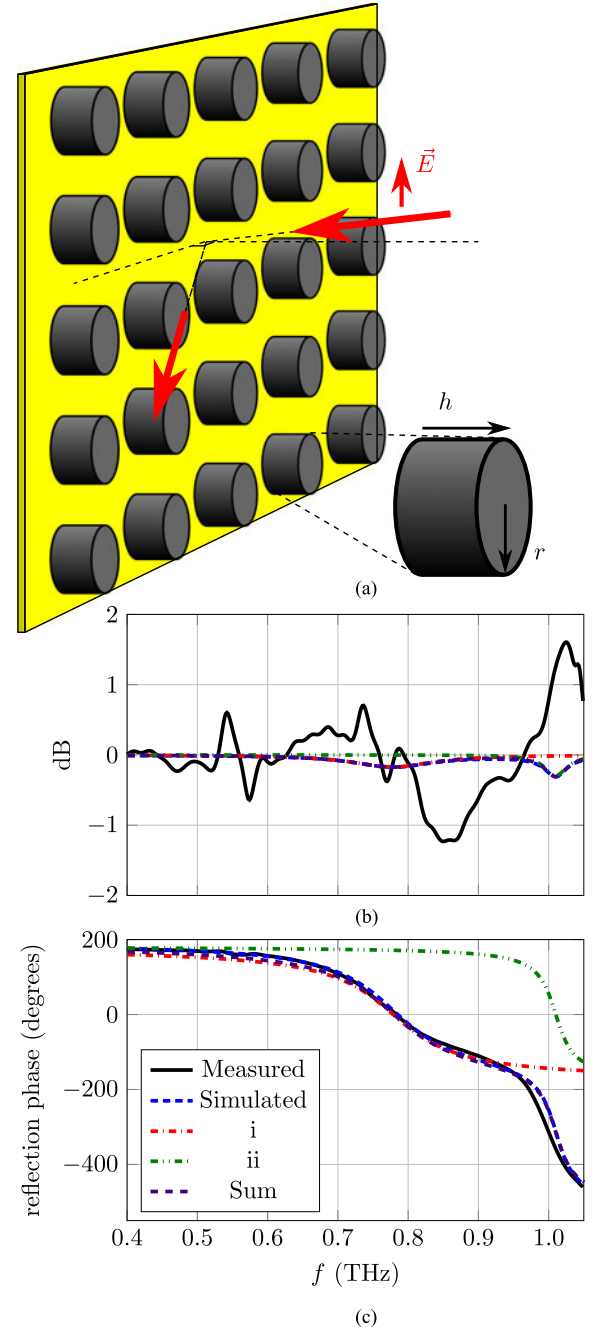 E⃗
h
r
(a)
2
1
0
−1
−2
dB
(b)
200
0
−200
−400
reflection phase (degrees)
Measured
Simulated
i
ii
Sum
0.4 0.5 0.6 0.7 0.8 0.9 1.0
f (THz)
(c)